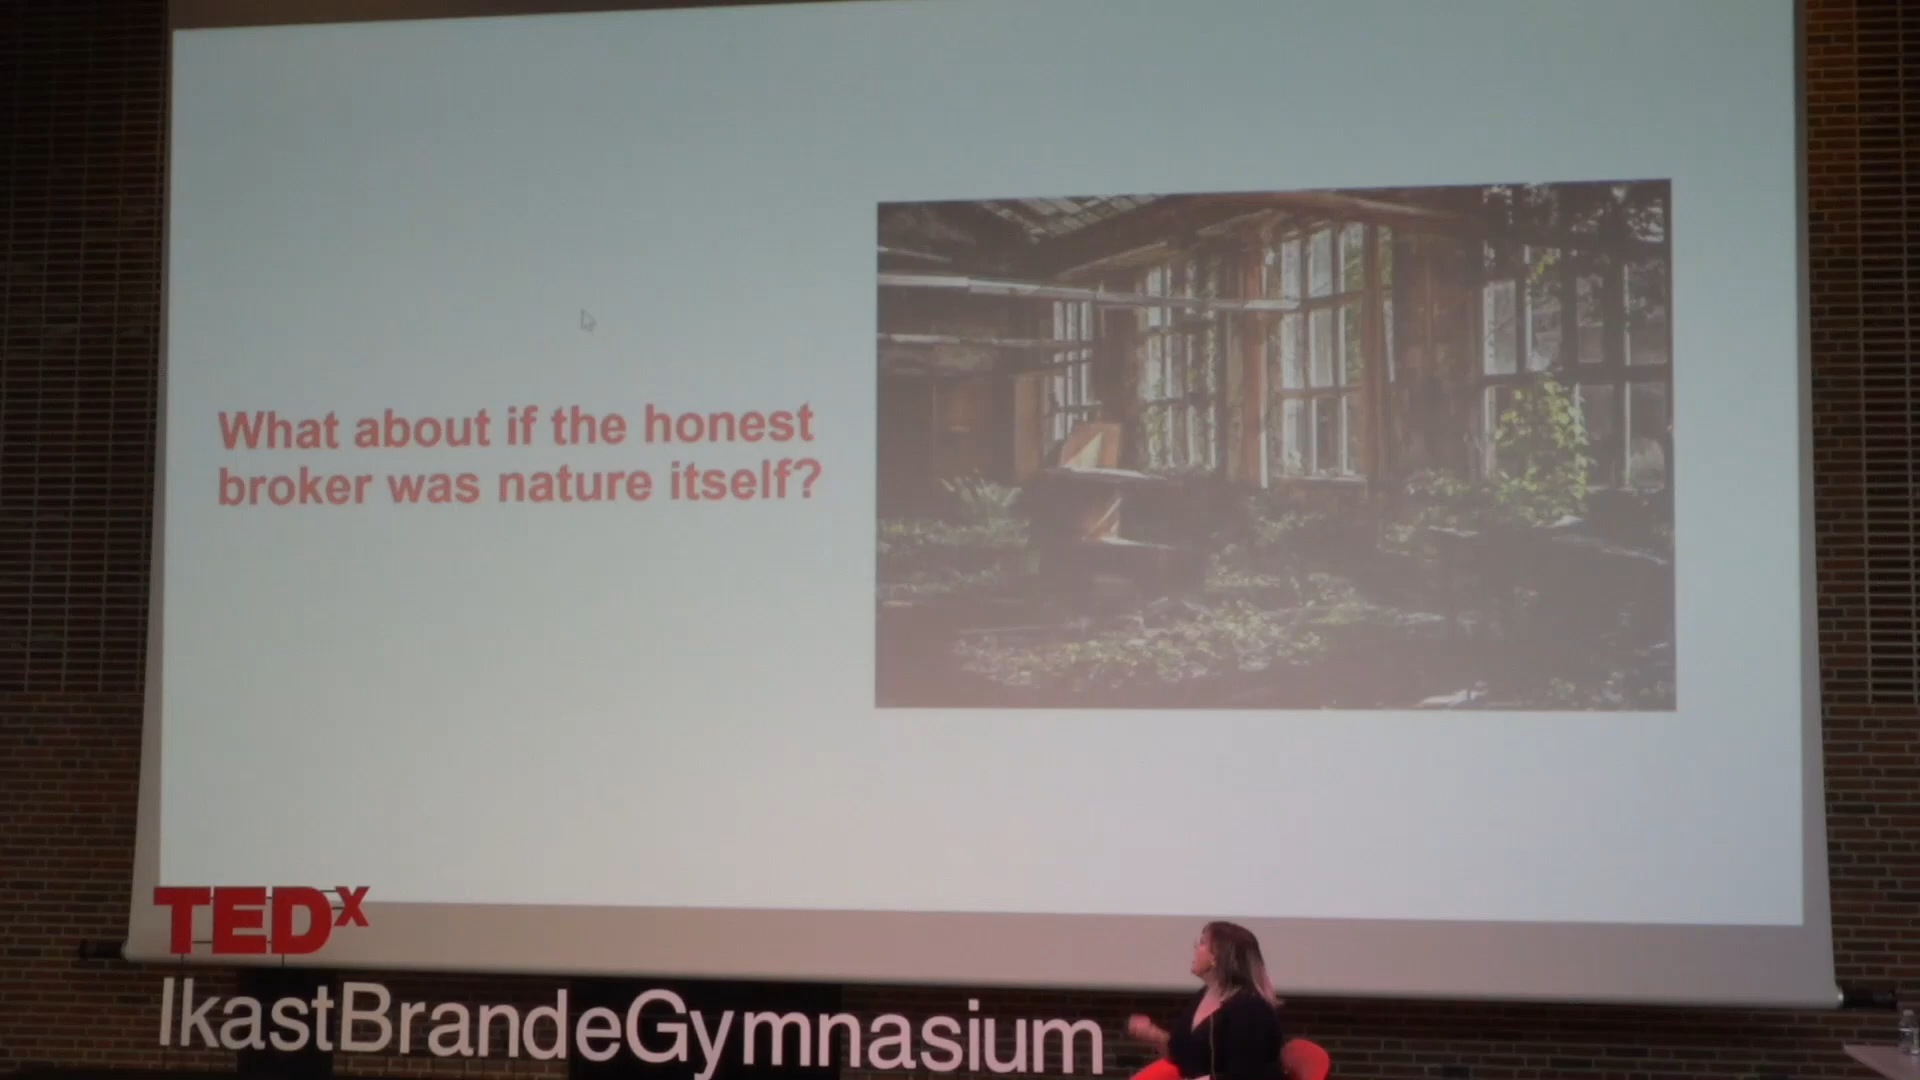 What about if the honest
broker was nature itself?
TEDx
IkastBrandeGymnasium